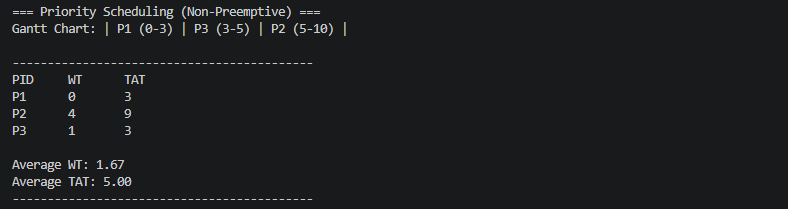 === Priority Scheduling (Non-Preemptive) ===
Gantt Chart: | P1 (0-3) | P3 (3-5) | P2 (5-10) |
-------------------------------------------
PID     WT      TAT
P1      0       3
P2      4       9
P3      1       3
Average WT: 1.67
Average TAT: 5.00
-------------------------------------------